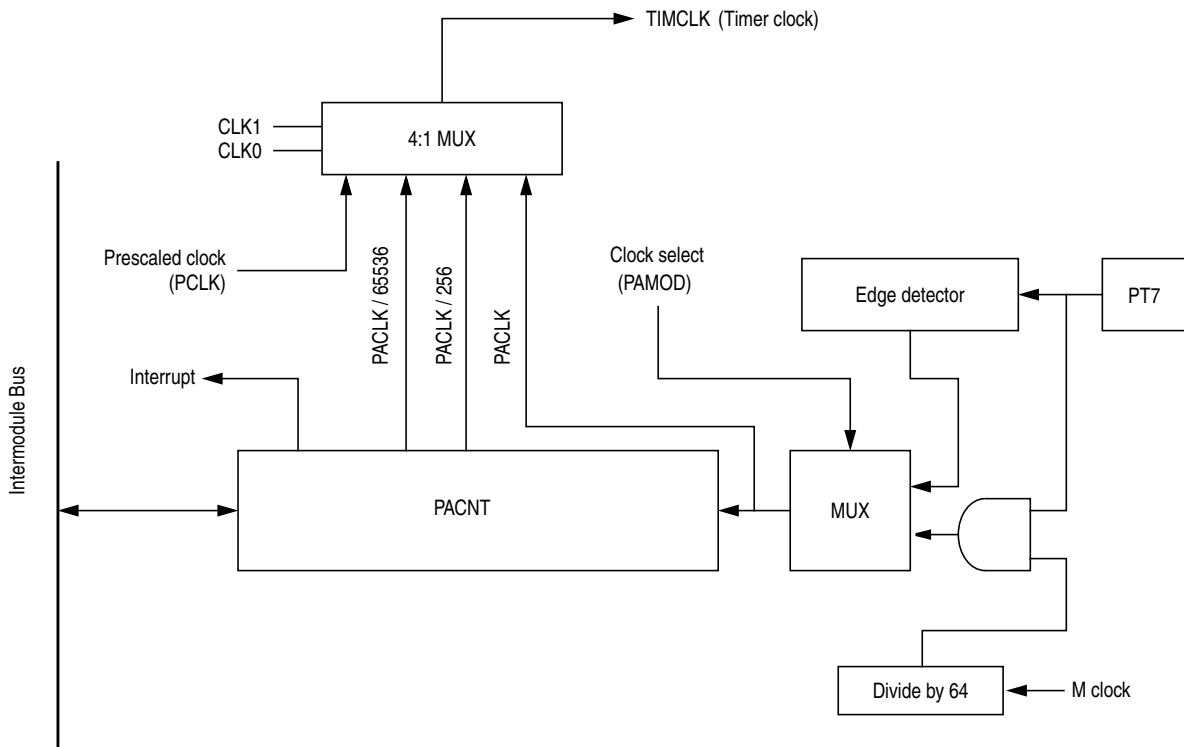 TIMCLK (Timer clock)
CLK1
CLK0
4:1 MUX
Prescaled clock
(PCLK)
PACLK / 65536
PACLK / 256
PACLK
Clock select
(PAMOD)
Edge detector
PT7
Interrupt
Intermodule Bus
PACNT
MUX
Divide by 64
M clock